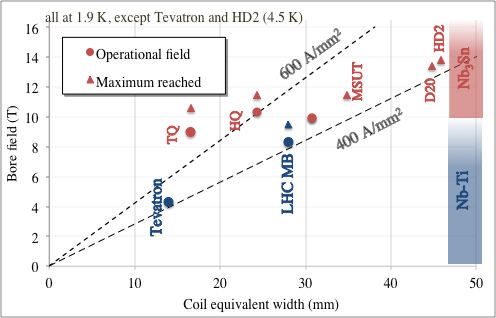 all at 1.9 K, except Tevatron and HD2 (4.5 K)
16
14
12
10
8
6
4
2
0
Bore field (T)
Operational field
Maximum reached
600 A/mm²
400 A/mm²
TQ
HQ
MSUT
D20
HD2
Tevatron
LHC MB
Nb₃Sn
Nb-Ti
0
10
20
30
40
50
Coil equivalent width (mm)